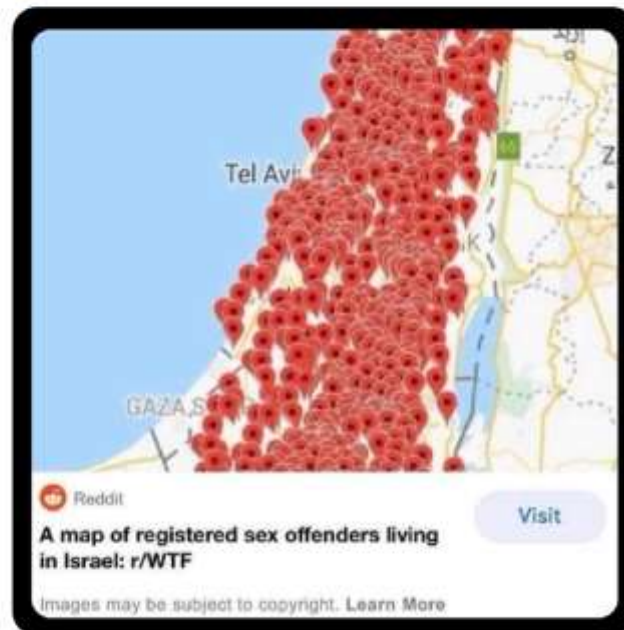 Tel Avi
Z
K
GAZA S
Reddit
Visit
A map of registered sex offenders living
in Israel: r/WTF
Images may be subject to copyright. Learn More